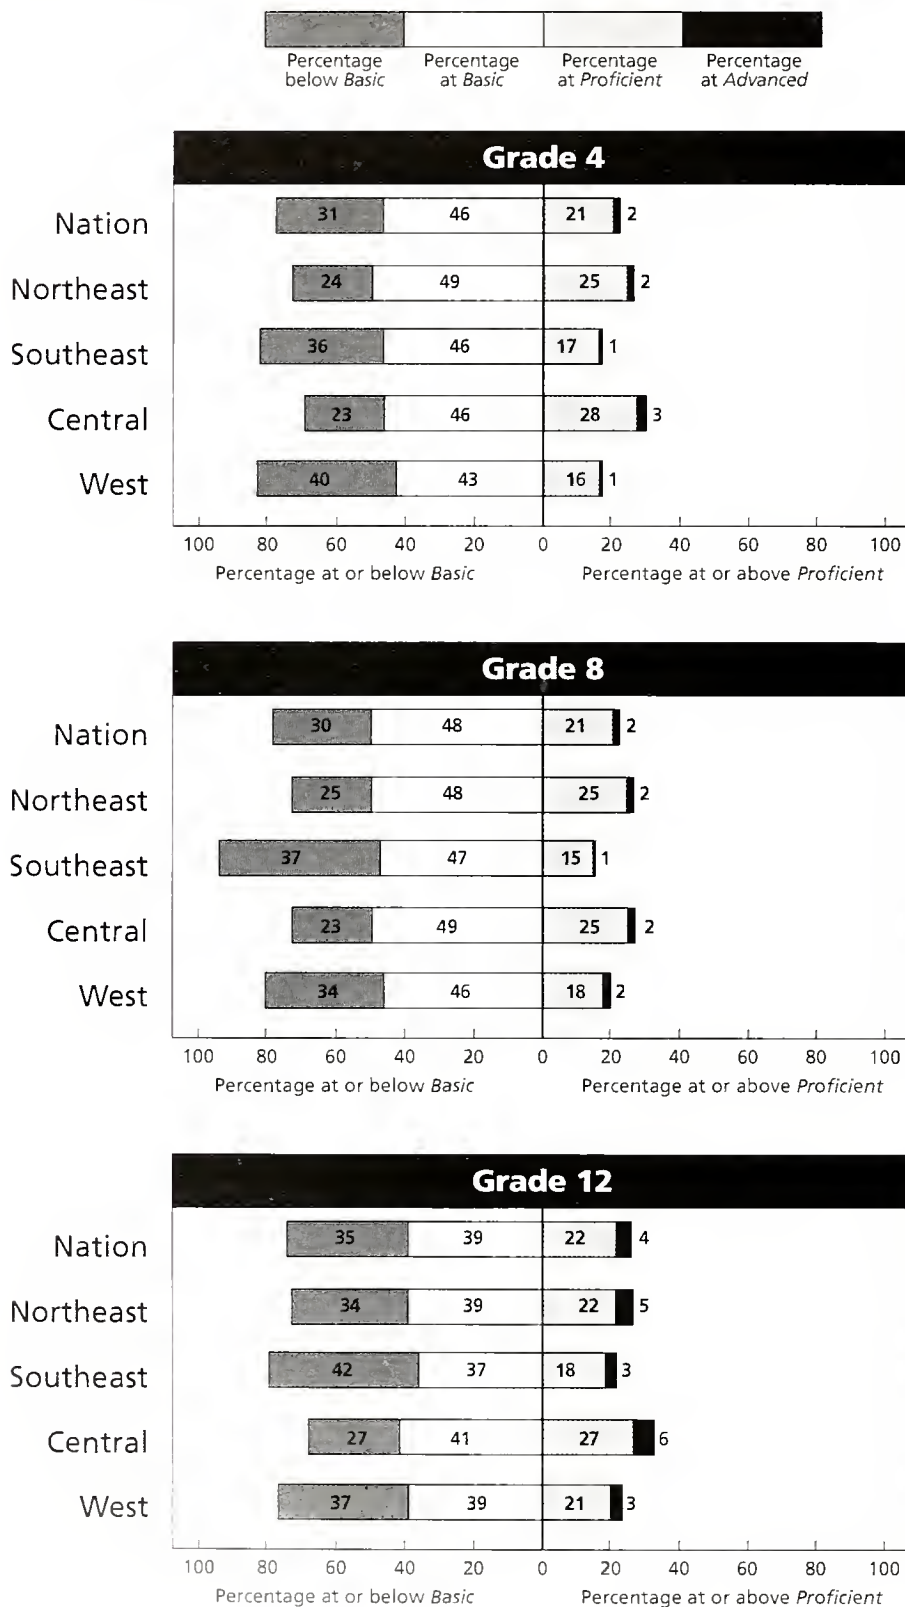 Percentage below Basic
Percentage at Basic
Percentage at Proficient
Percentage at Advanced
Grade 4
Nation 31 46 21 2
Northeast 24 49 25 2
Southeast 36 46 17 1
Central 23 46 28 3
West 40 43 16 1
100 80 60 40 20 0 20 40 60 80 100
Percentage at or below Basic Percentage at or above Proficient
Grade 8
Nation 30 48 21 2
Northeast 25 48 25 2
Southeast 37 47 15 1
Central 23 49 25 2
West 34 46 18 2
100 80 60 40 20 0 20 40 60 80 100
Percentage at or below Basic Percentage at or above Proficient
Grade 12
Nation 35 39 22 4
Northeast 34 39 22 5
Southeast 42 37 18 3
Central 27 41 27 6
West 37 39 21 3
100 80 60 40 20 0 20 40 60 80 100
Percentage at or below Basic Percentage at or above Proficient